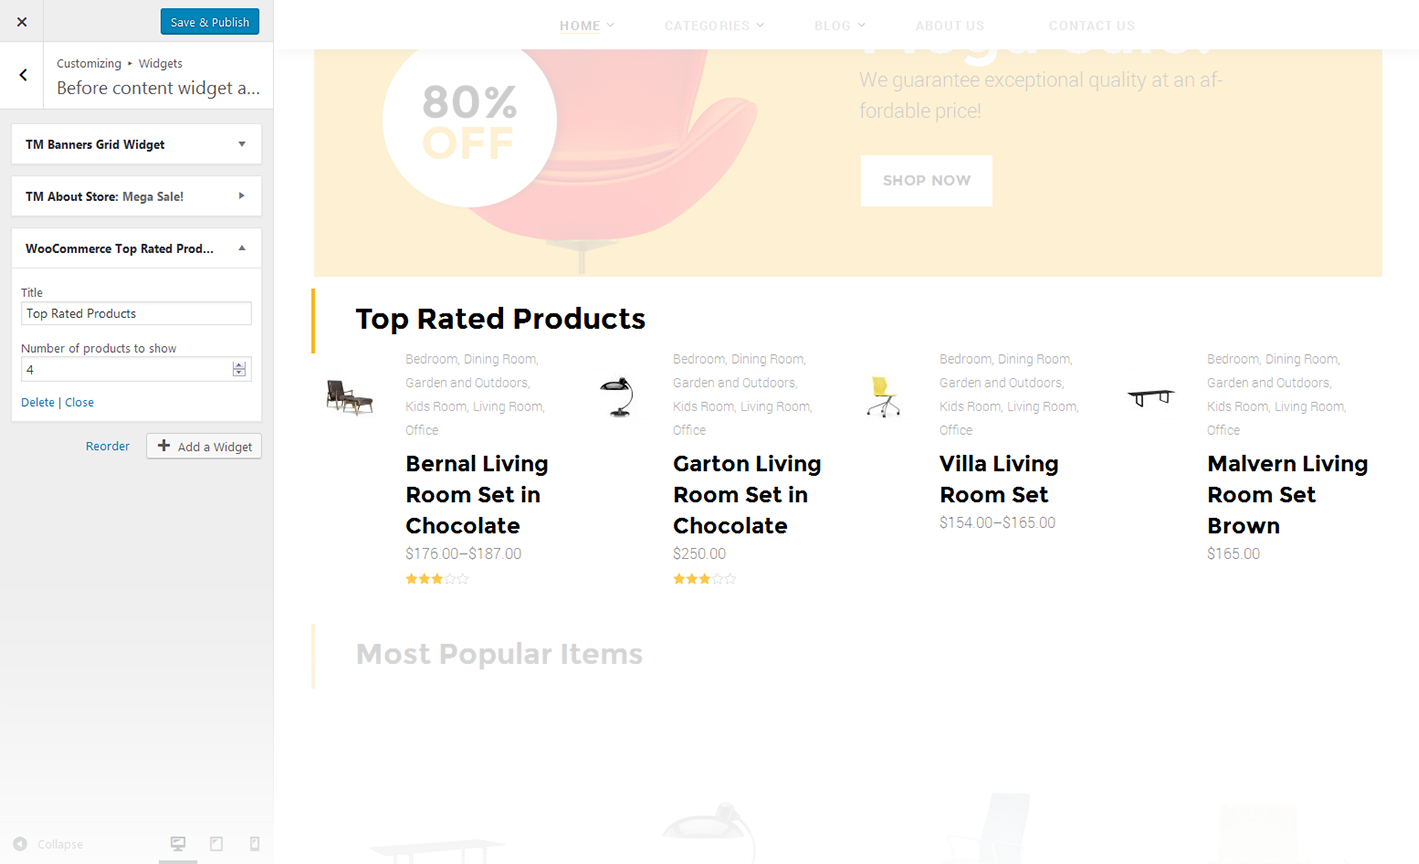 Save & Publish
Customizing ▸ Widgets
Before content widget a...
TM Banners Grid Widget
TM About Store: Mega Sale!
WooCommerce Top Rated Prod...
Title
Top Rated Products
Number of products to show
4
Delete | Close
Reorder
Add a Widget
Collapse
HOME
CATEGORIES
BLOG
ABOUT US
CONTACT US
80%
OFF
Mega Sale!
We guarantee exceptional quality at an af-
fordable price!
SHOP NOW
Top Rated Products
Bedroom, Dining Room,
Garden and Outdoors,
Kids Room, Living Room,
Office
Bernal Living
Room Set in
Chocolate
$176.00–$187.00
Bedroom, Dining Room,
Garden and Outdoors,
Kids Room, Living Room,
Office
Garton Living
Room Set in
Chocolate
$250.00
Bedroom, Dining Room,
Garden and Outdoors,
Kids Room, Living Room,
Office
Villa Living
Room Set
$154.00–$165.00
Bedroom, Dining Room,
Garden and Outdoors,
Kids Room, Living Room,
Office
Malvern Living
Room Set
Brown
$165.00
Most Popular Items